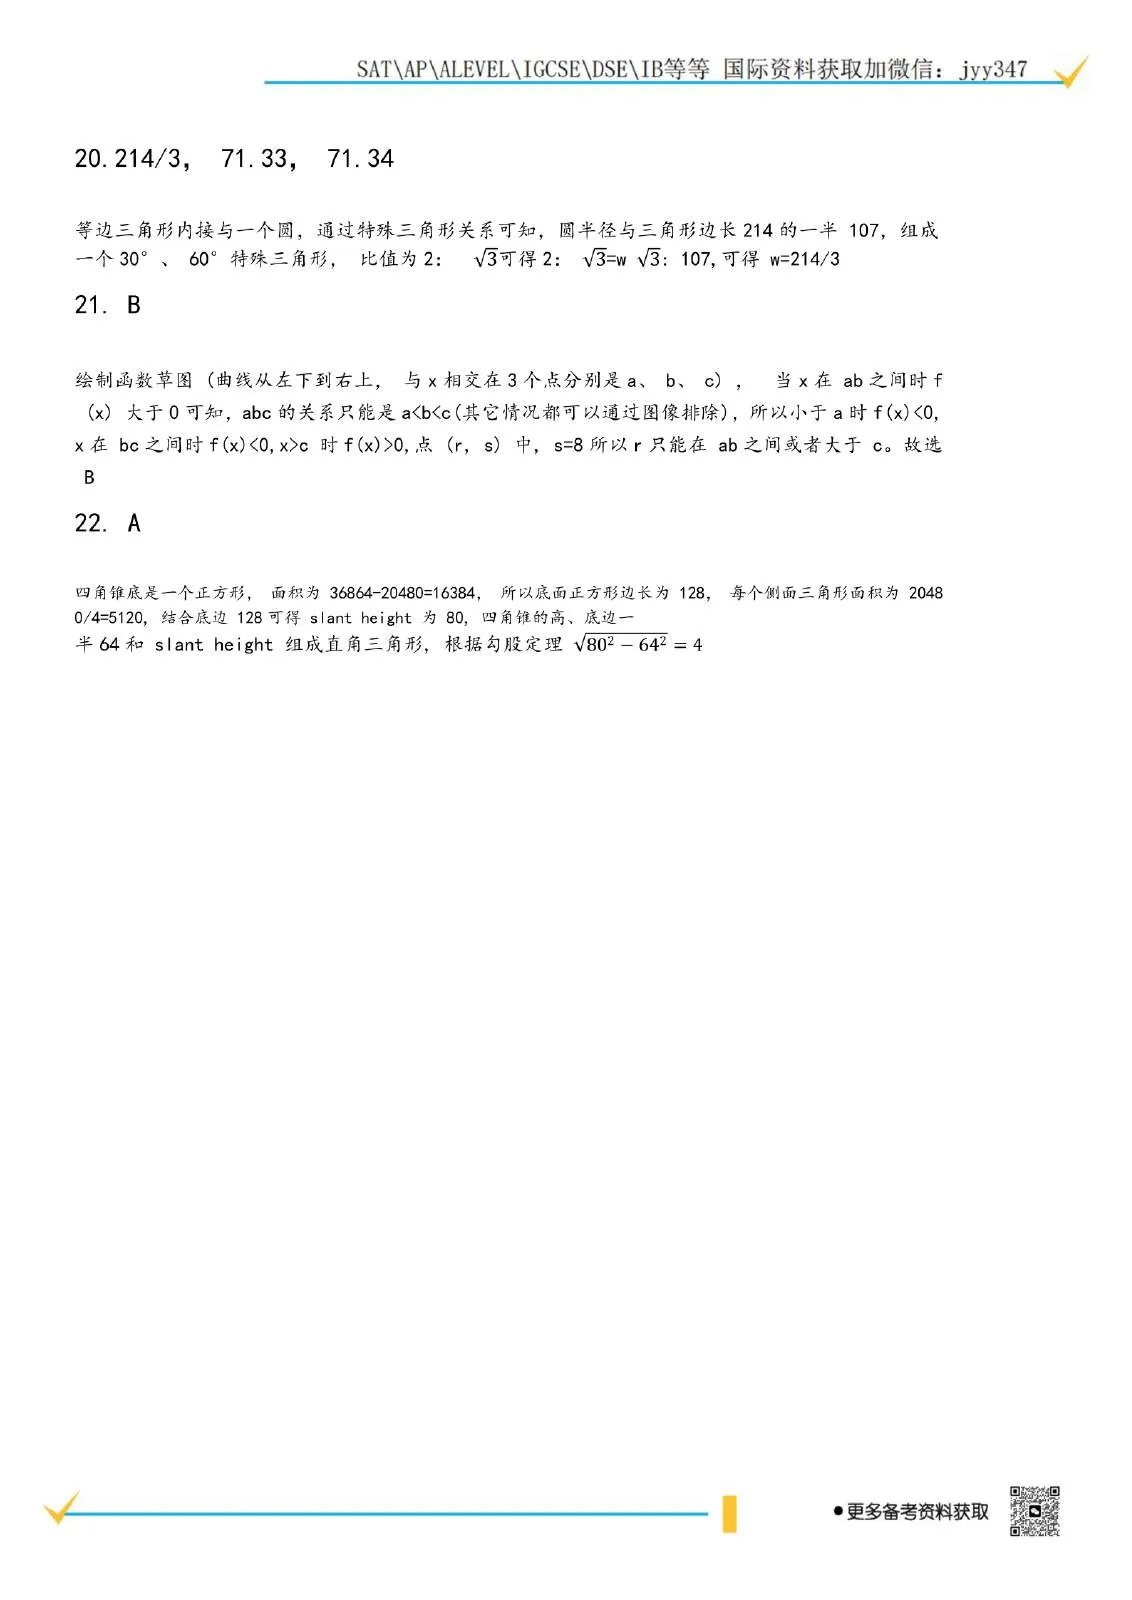 SAT\AP\ALEVEL\IGCSE\DSE\IB等等 国际资料获取加微信：jyy347
20.214/3， 71.33， 71.34
等边三角形内接与一个圆，通过特殊三角形关系可知，圆半径与三角形边长 214 的一半 107，组成
一个 30°、 60°特殊三角形， 比值为 2： √3可得 2： √3=w √3：107,可得 w=214/3
21. B
绘制函数草图（曲线从左下到右上， 与 x 相交在 3 个点分别是 a、 b、 c）， 当 x 在 ab 之间时 f
（x）大于 0 可知，abc 的关系只能是 a<b<c(其它情况都可以通过图像排除)，所以小于 a 时 f(x)<0,
x 在 bc 之间时 f(x)<0,x>c 时 f(x)>0,点（r，s）中，s=8 所以 r 只能在 ab 之间或者大于 c。故选
B
22. A
四角锥底是一个正方形， 面积为 36864-20480=16384， 所以底面正方形边长为 128， 每个侧面三角形面积为 2048
0/4=5120，结合底边 128 可得 slant height 为 80，四角锥的高、底边一
半 64 和 slant height 组成直角三角形，根据勾股定理 √80² − 64² = 4
●更多备考资料获取